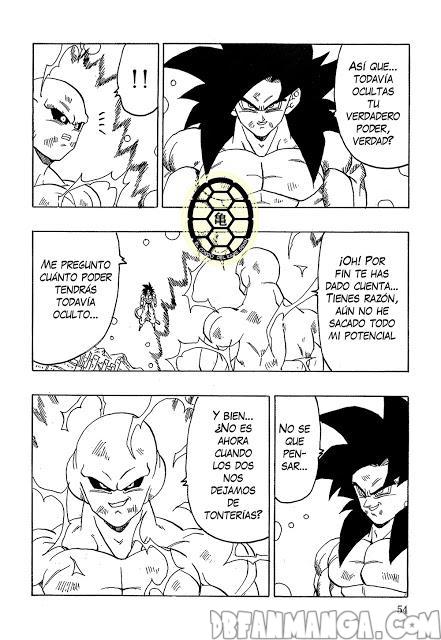 ASÍ QUE...
TODAVÍA
OCULTAS
TU
VERDADERO
PODER,
VERDAD?
!!
¡OH! POR
FIN TE HAS
DADO CUENTA...
TIENES RAZÓN,
AÚN NO HE
SACADO TODO
MI POTENCIAL
ME PREGUNTO
CUÁNTO PODER
TENDRÁS
TODAVÍA
OCULTO...
亀
NO SE
QUE
PEN-
SAR...
Y BIEN...
¿NO ES
AHORA
CUANDO
LOS DOS
NOS
DEJAMOS
DE
TONTERÍAS?
54
DBFANMANGA.COM